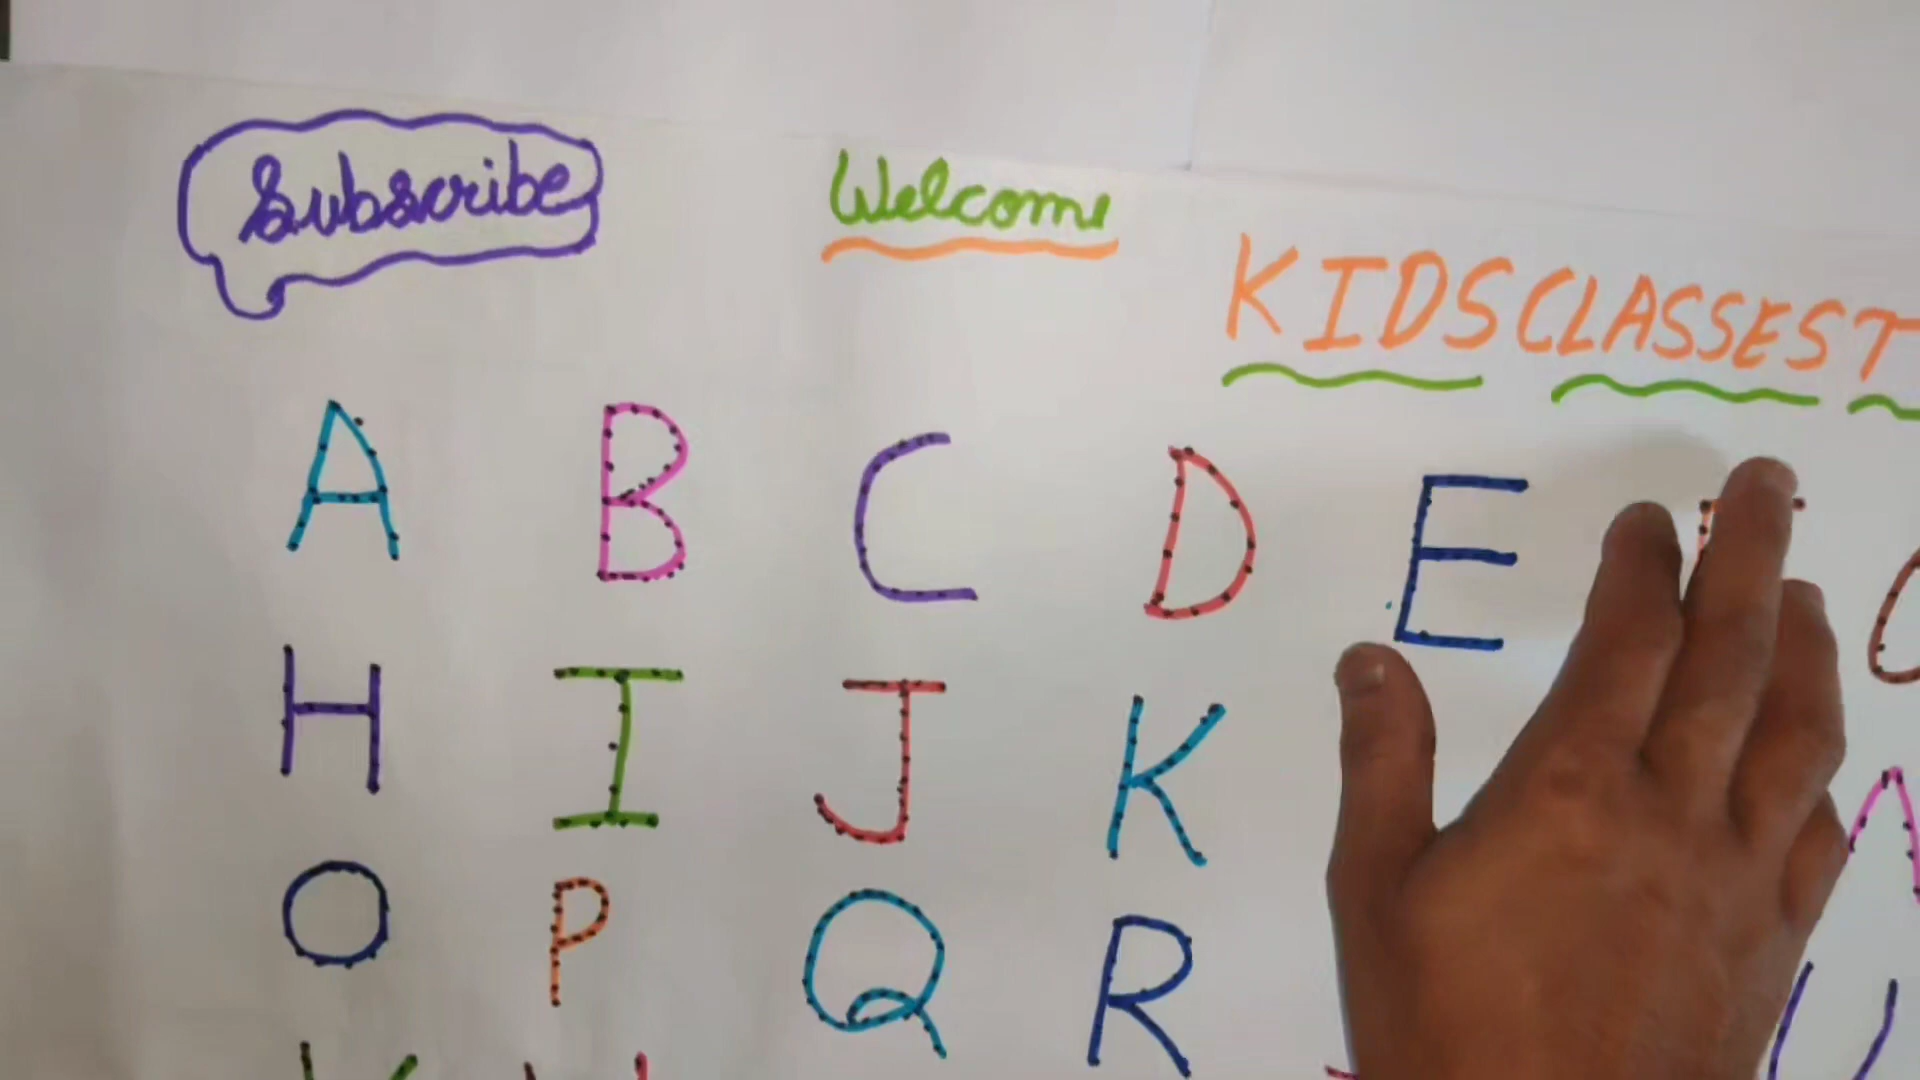 Subscribe
Welcome
KIDSCLASSEST
A B C D E
H I J K
O P Q R U